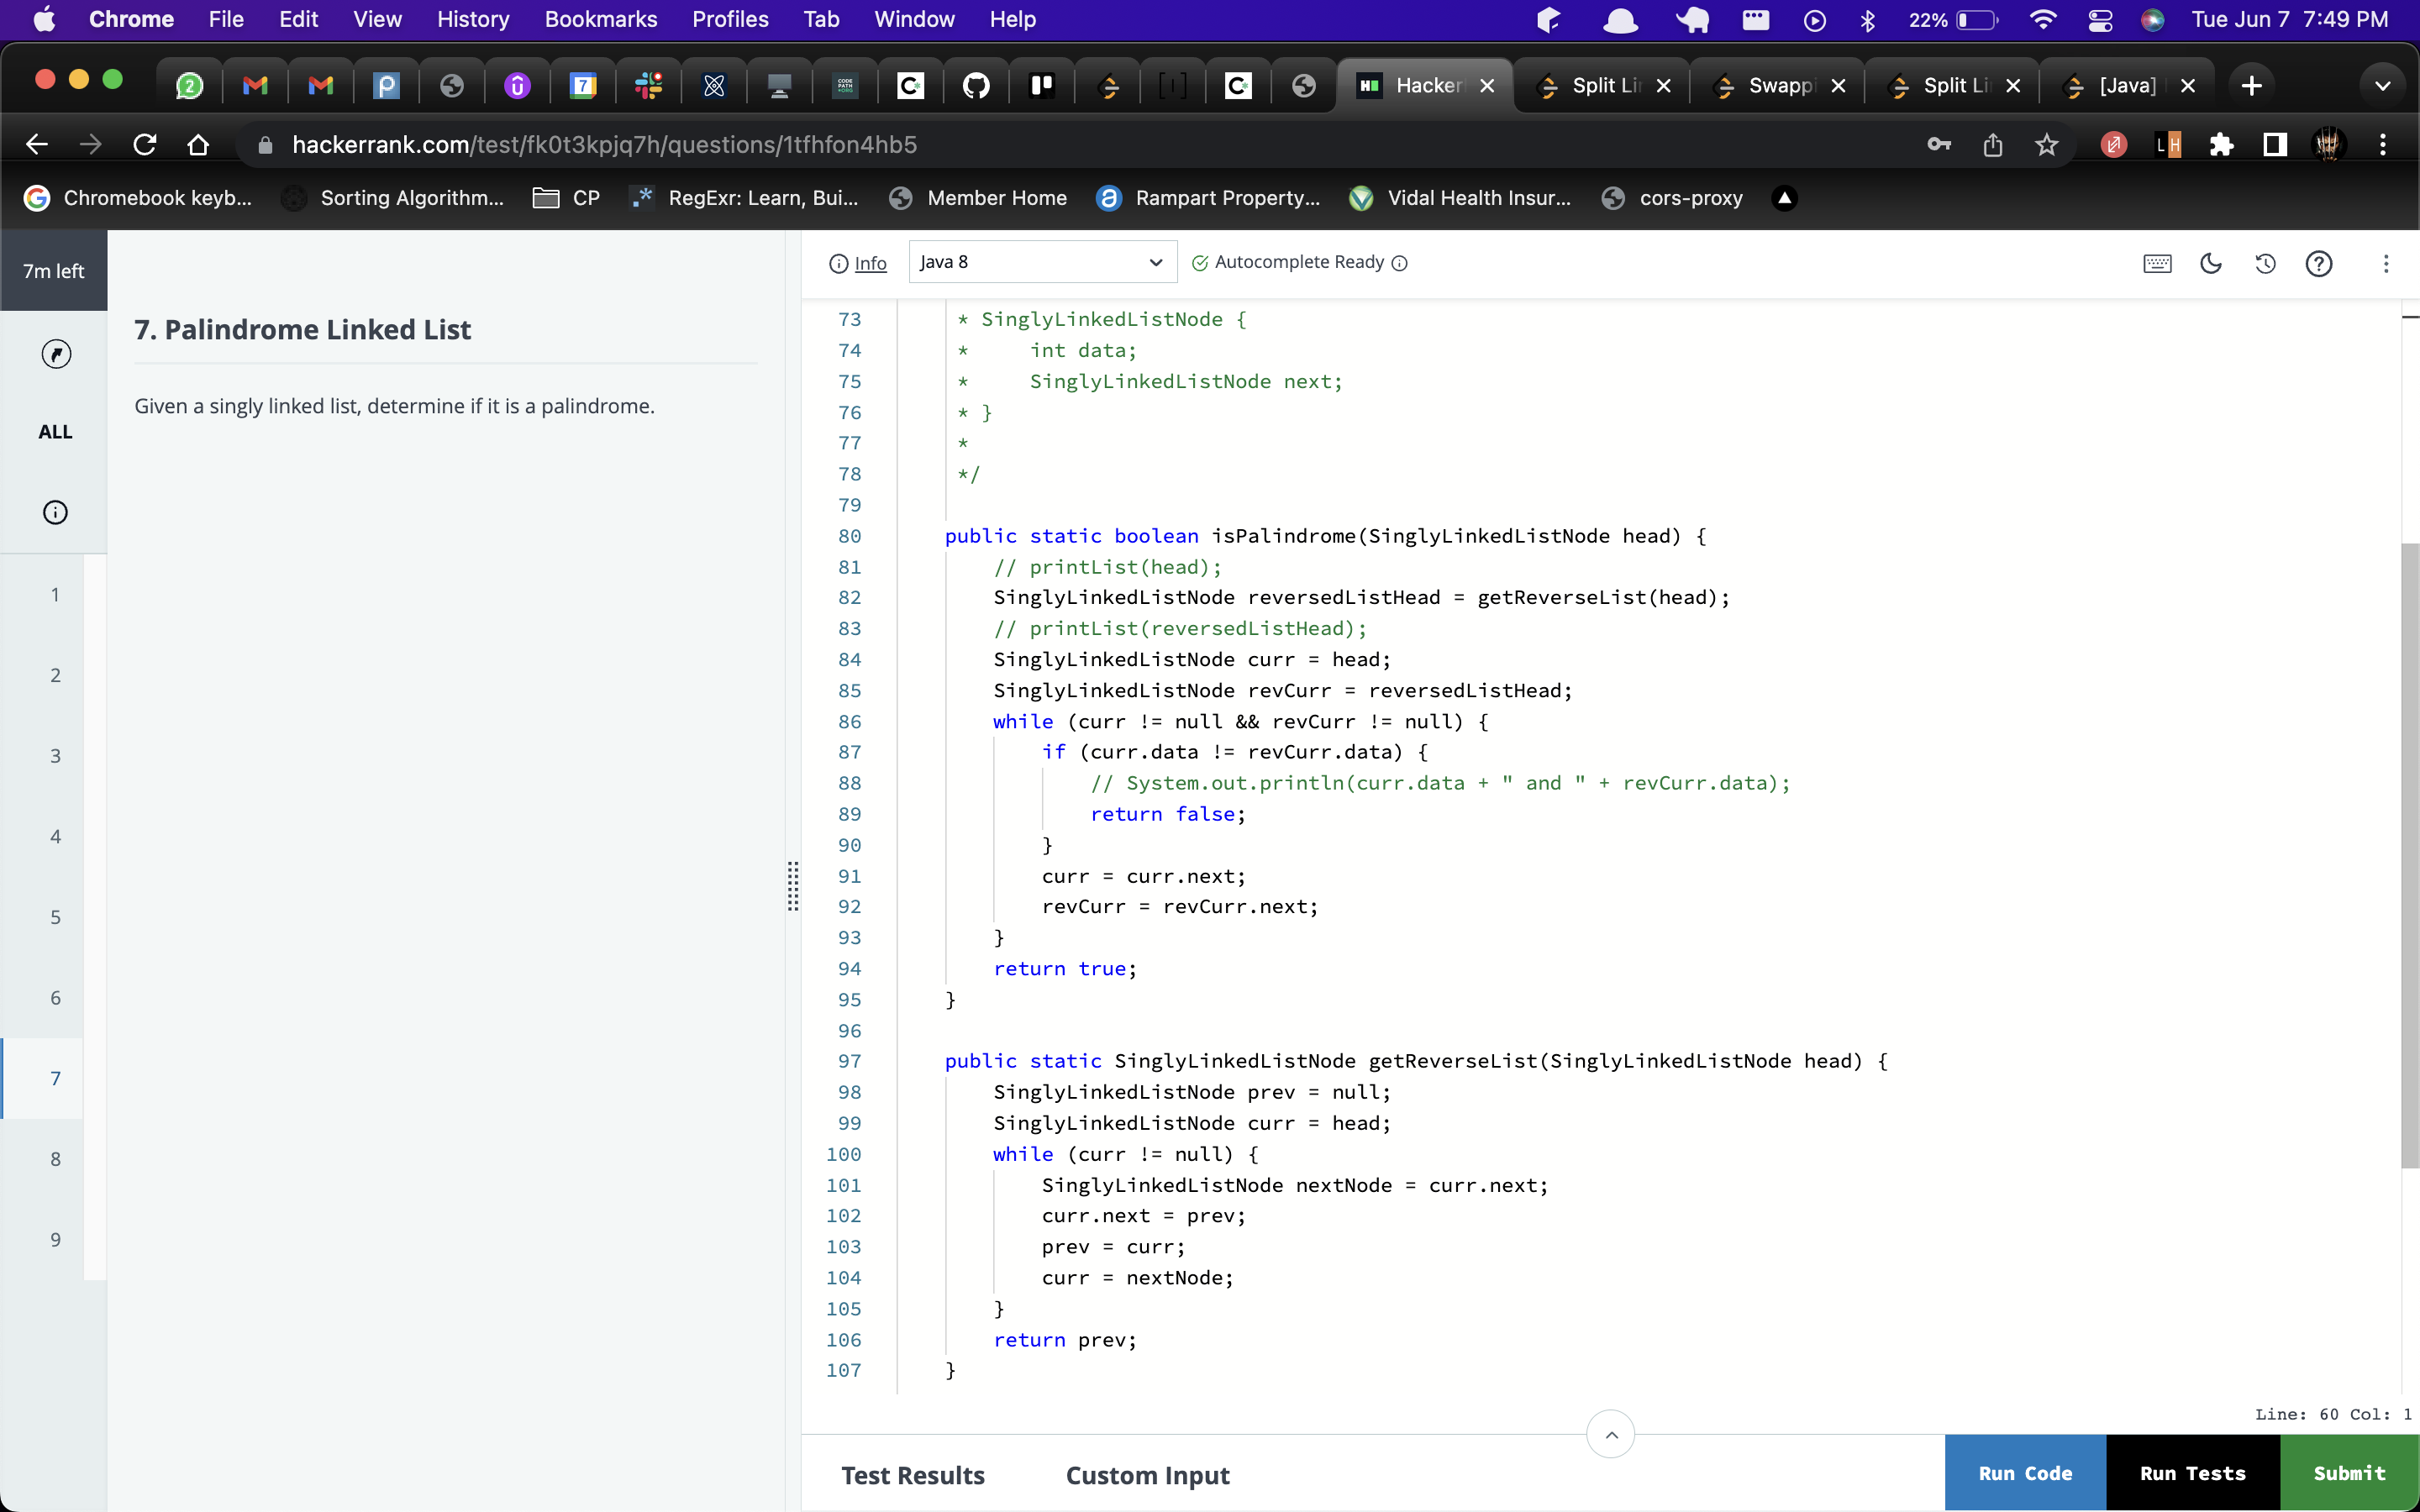 Chrome File Edit View History Bookmarks Profiles Tab Window Help 22% Tue Jun 7 7:49 PM
2 7 Hacker Split Li Swappi Split Li [Java]
hackerrank.com/test/fk0t3kpjq7h/questions/1tfhfon4hb5
Chromebook keyb... Sorting Algorithm... CP RegExr: Learn, Bui... Member Home Rampart Property... Vidal Health Insur... cors-proxy
7m left
Info Java 8 Autocomplete Ready
7. Palindrome Linked List
Given a singly linked list, determine if it is a palindrome.
ALL
1
2
3
4
5
6
7
8
9
73 * SinglyLinkedListNode {
74 *     int data;
75 *     SinglyLinkedListNode next;
76 * }
77 *
78 */
79
80 public static boolean isPalindrome(SinglyLinkedListNode head) {
81     // printList(head);
82     SinglyLinkedListNode reversedListHead = getReverseList(head);
83     // printList(reversedListHead);
84     SinglyLinkedListNode curr = head;
85     SinglyLinkedListNode revCurr = reversedListHead;
86     while (curr != null && revCurr != null) {
87         if (curr.data != revCurr.data) {
88             // System.out.println(curr.data + " and " + revCurr.data);
89             return false;
90         }
91         curr = curr.next;
92         revCurr = revCurr.next;
93     }
94     return true;
95 }
96
97 public static SinglyLinkedListNode getReverseList(SinglyLinkedListNode head) {
98     SinglyLinkedListNode prev = null;
99     SinglyLinkedListNode curr = head;
100     while (curr != null) {
101         SinglyLinkedListNode nextNode = curr.next;
102         curr.next = prev;
103         prev = curr;
104         curr = nextNode;
105     }
106     return prev;
107 }
Line: 60 Col: 1
Test Results Custom Input Run Code Run Tests Submit